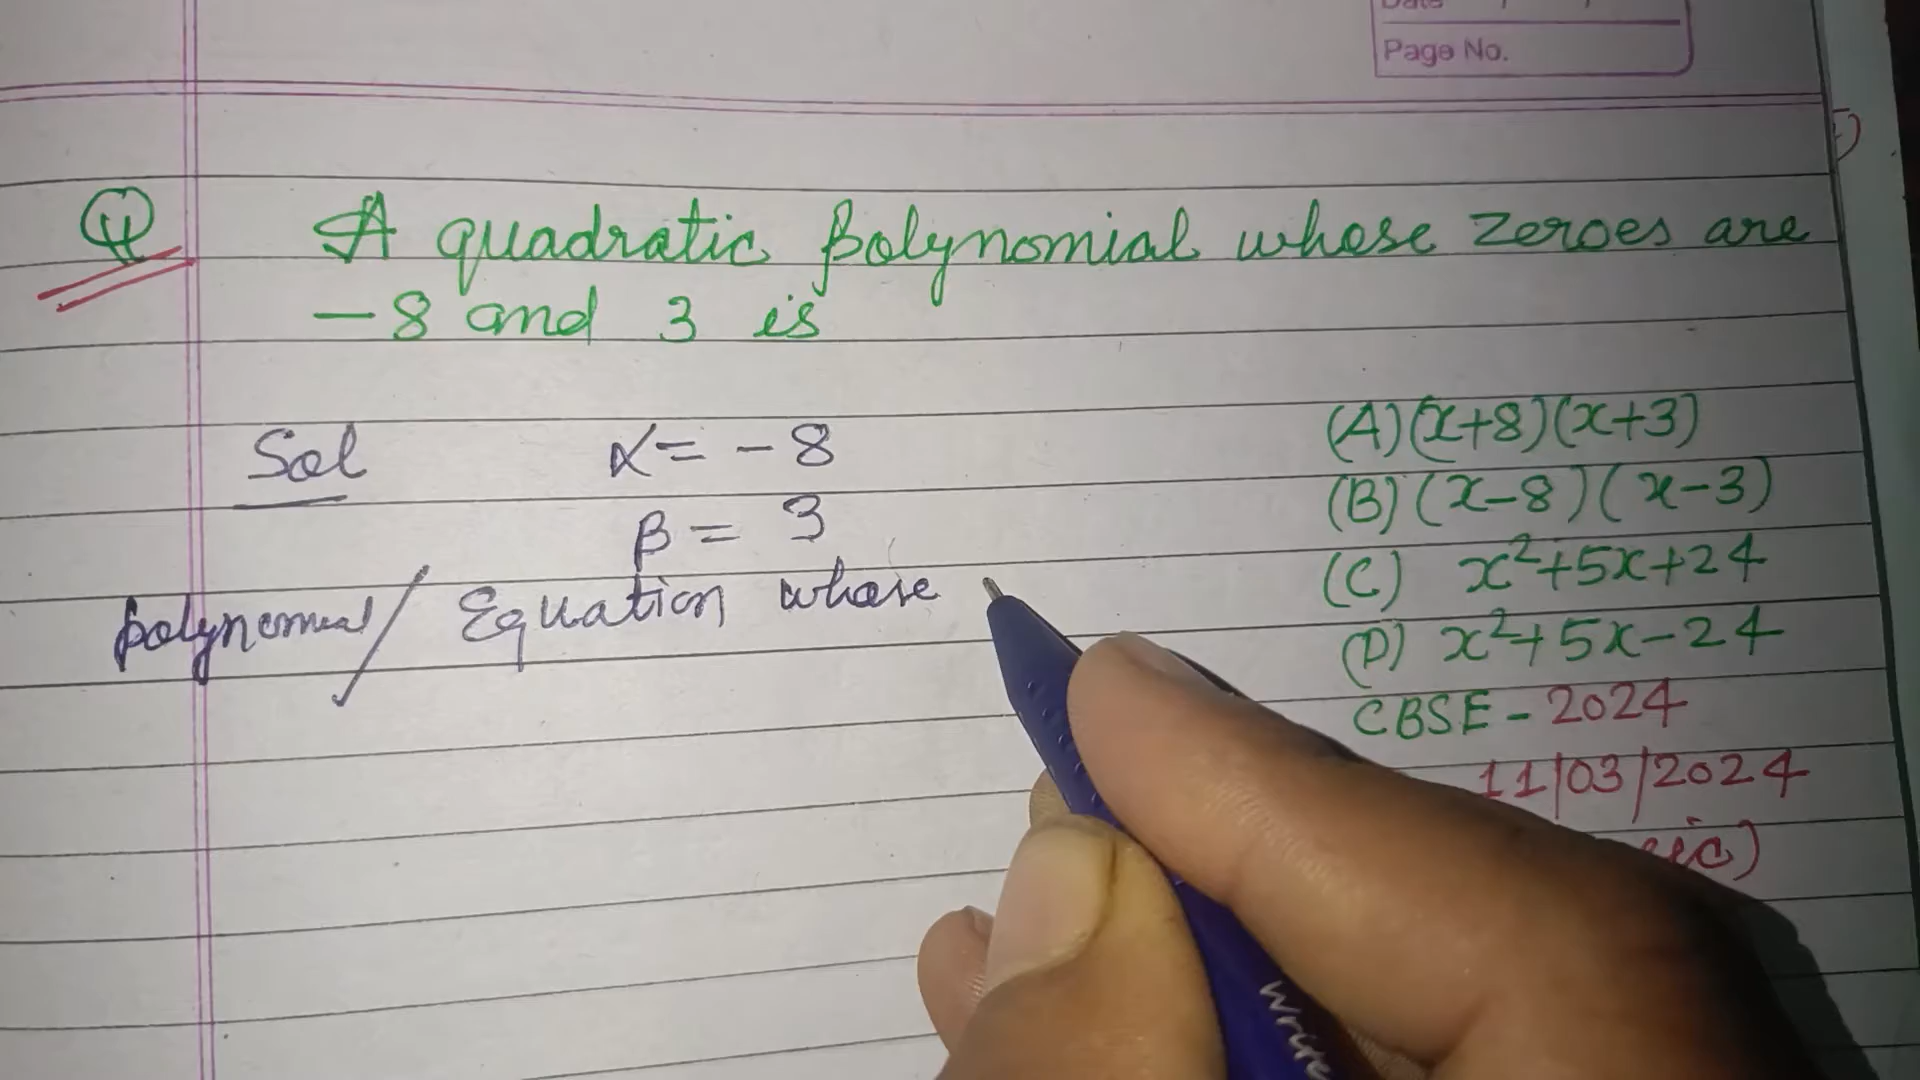 Page No.
Q A quadratic polynomial whose zeroes are
-8 and 3 is
Sol α = -8
β = 3
polynomial / Equation whose
(A) (x+8)(x+3)
(B) (x-8)(x-3)
(C) x²+5x+24
(D) x²+5x-24
CBSE - 2024
11/03/2024